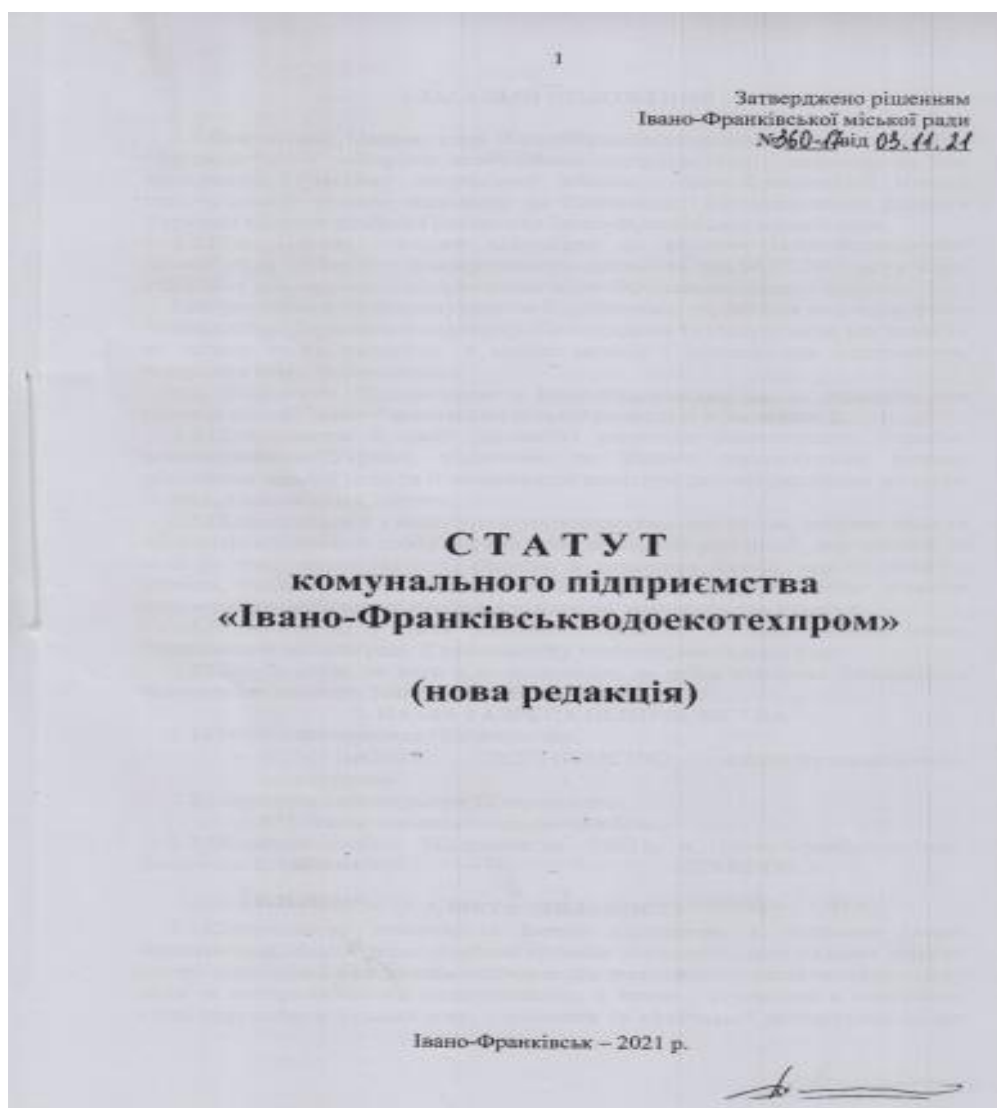 1
Затверджено рішенням
Івано-Франківської міської ради
№360-17 від 03.11.21
С Т А Т У Т
комунального підприємства
«Івано-Франківськводоекотехпром»
(нова редакція)
Івано-Франківськ – 2021 р.